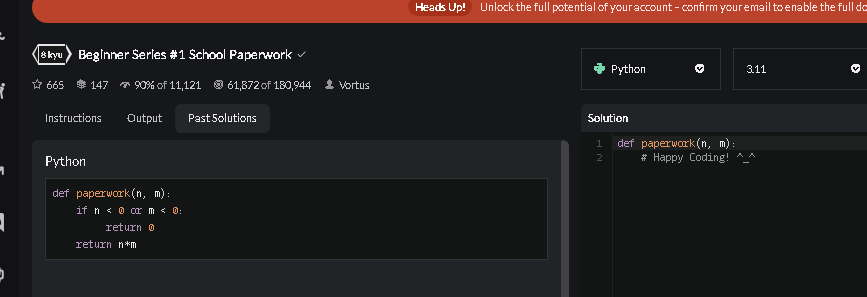 Heads Up! Unlock the full potential of your account - confirm your email to enable the full do
8 kyu Beginner Series #1 School Paperwork
665 147 90% of 11,121 61,872 of 180,944 Vortus
Python 3.11
Instructions Output Past Solutions
Solution
Python
def paperwork(n, m):
    if n < 0 or m < 0:
        return 0
    return n*m
1 def paperwork(n, m):
2     # Happy Coding! ^_^